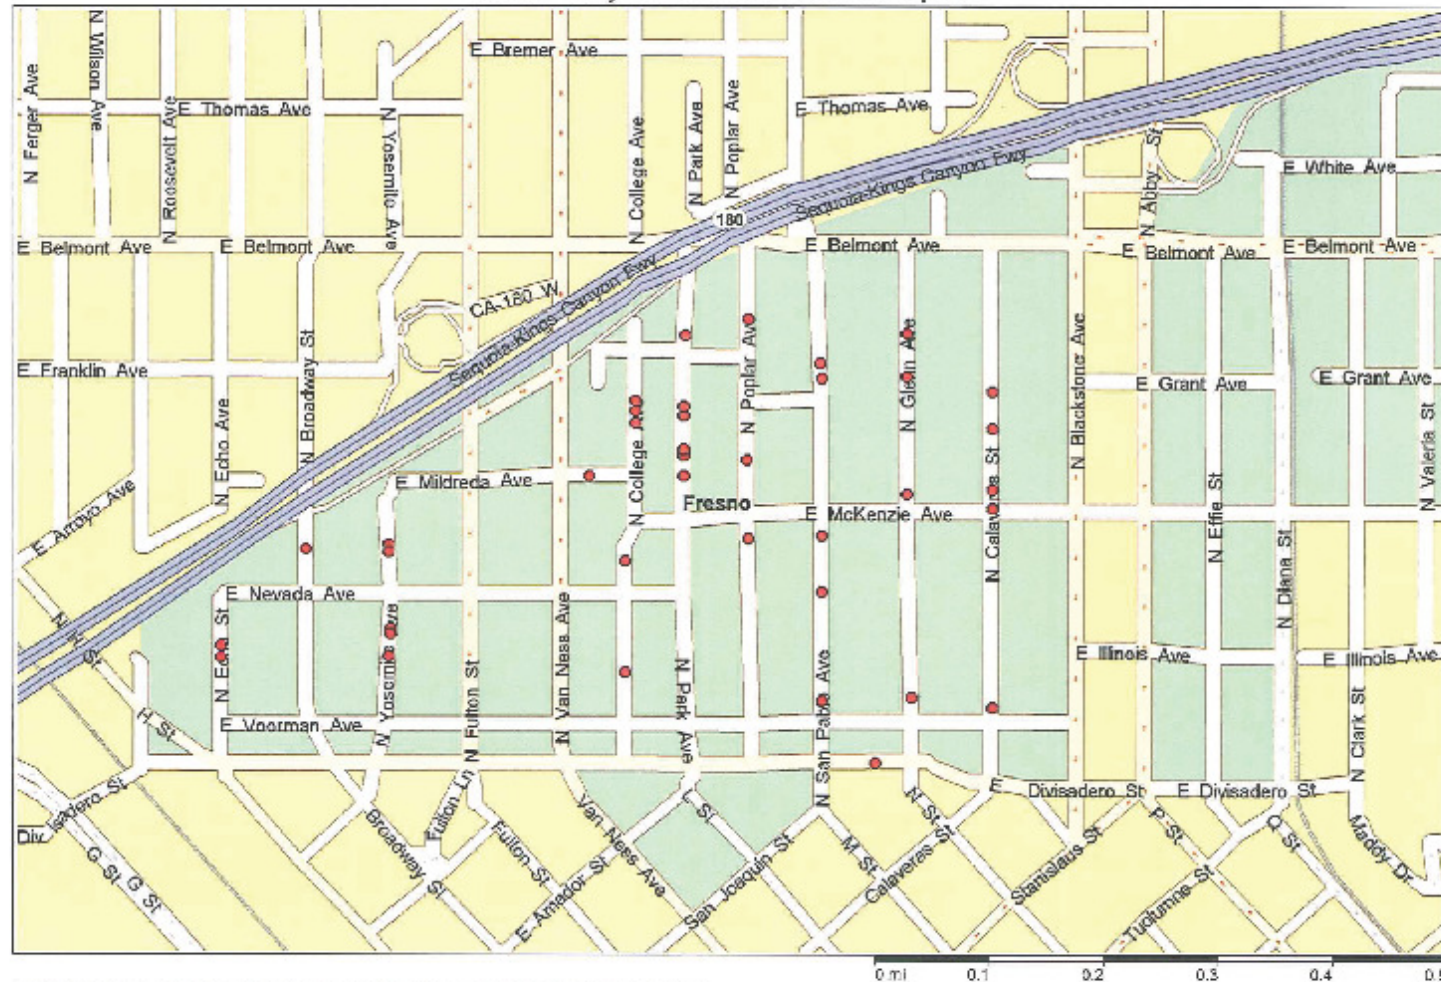 N Wilson Ave
E Bremer Ave
N Ferger Ave
E Thomas Ave
N Roosevelt Ave
N Yosemite Ave
N College Ave
N Park Ave
N Poplar Ave
E Thomas Ave
N Abby St
E White Ave
180
Sequoia-Kings Canyon Fwy
E Belmont Ave
E Belmont Ave
E Belmont Ave
E Belmont Ave
E Belmont Ave
CA-180 W
Sequoia-Kings Canyon Fwy
E Franklin Ave
N Broadway St
N Echo Ave
N Poplar Ave
N Glenn Ave
N Blackstone Ave
E Grant Ave
E Grant Ave
N Valeria St
E Arroyo Ave
E Mildreda Ave
N College Ave
Fresno
E McKenzie Ave
N Calaveras St
N Effie St
N Diana St
N H St
E Nevada Ave
N Echo St
N Yosemite Ave
N Fulton St
N Van Ness Ave
N Park Ave
N San Pablo Ave
E Illinois Ave
E Illinois Ave
N Clark St
H St
E Voorman Ave
Divisadero St
E Divisadero St
E Divisadero St
G St
G St
Broadway St
Fulton Ln
Fulton St
Van Ness Ave
E Amador St
L St
San Joaquin St
M St
N St
Calaveras St
Stanislaus St
P St
Tuolumne St
Q St
Maddy Dr
0 mi 0.1 0.2 0.3 0.4